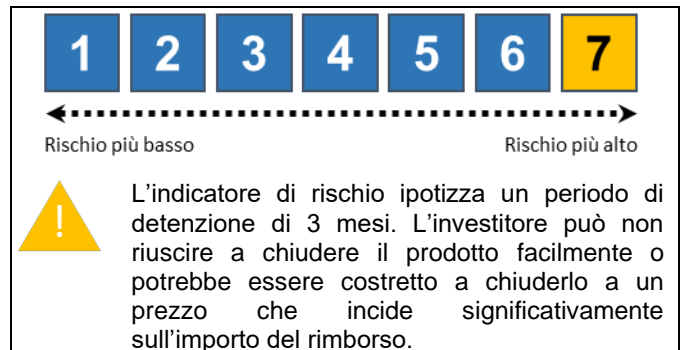 1 2 3 4 5 6 7
Rischio più basso Rischio più alto
!
L'indicatore di rischio ipotizza un periodo di
detenzione di 3 mesi. L'investitore può non
riuscire a chiudere il prodotto facilmente o
potrebbe essere costretto a chiuderlo a un
prezzo che incide significativamente
sull'importo del rimborso.